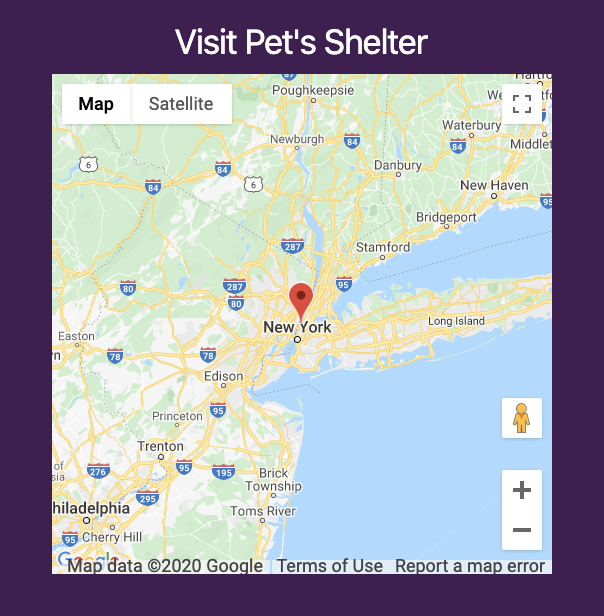 Visit Pet's Shelter
Map Satellite
87
Poughkeepsie
Hartfo
Waterbury
Newburgh
84
84
Middlet
6
84
Danbury
84
6
New Haven
95
Bridgeport
287
Stamford
80
287
95
80
New York
Long Island
Easton
78
78
Edison
95
Princeton
Trenton
276
95
195
Brick
Township
295
hiladelphia
Toms River
95
Cherry Hill
Google
Map data ©2020 Google Terms of Use Report a map error